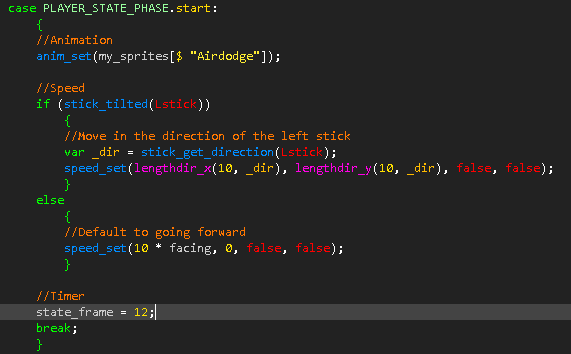 case PLAYER_STATE_PHASE.start:
{
//Animation
anim_set(my_sprites[$ "Airdodge"]);
//Speed
if (stick_tilted(Lstick))
{
//Move in the direction of the left stick
var _dir = stick_get_direction(Lstick);
speed_set(lengthdir_x(10, _dir), lengthdir_y(10, _dir), false, false);
}
else
{
//Default to going forward
speed_set(10 * facing, 0, false, false);
}
//Timer
state_frame = 12;
break;
}